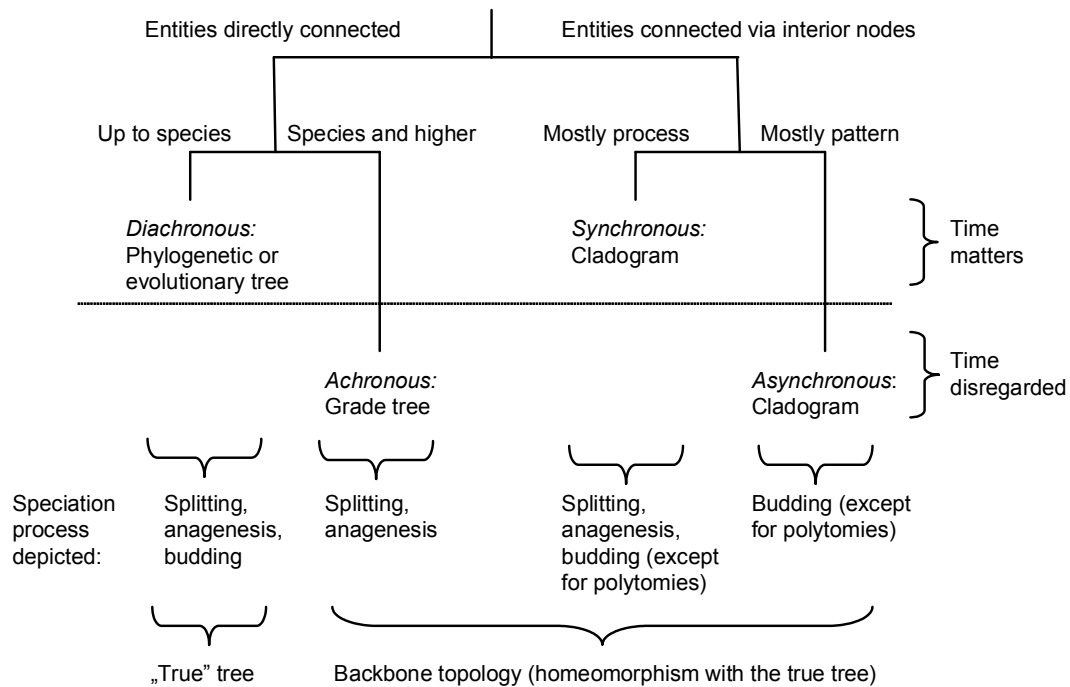 Entities directly connected
Entities connected via interior nodes
Up to species
Species and higher
Mostly process
Mostly pattern
Diachronous:
Phylogenetic or
evolutionary tree
Synchronous:
Cladogram
Time
matters
Achronous:
Grade tree
Asynchronous:
Cladogram
Time
disregarded
Speciation
process
depicted:
Splitting,
anagenesis,
budding
Splitting,
anagenesis
Splitting,
anagenesis,
budding (except
for polytomies)
Budding (except
for polytomies)
„True” tree
Backbone topology (homeomorphism with the true tree)